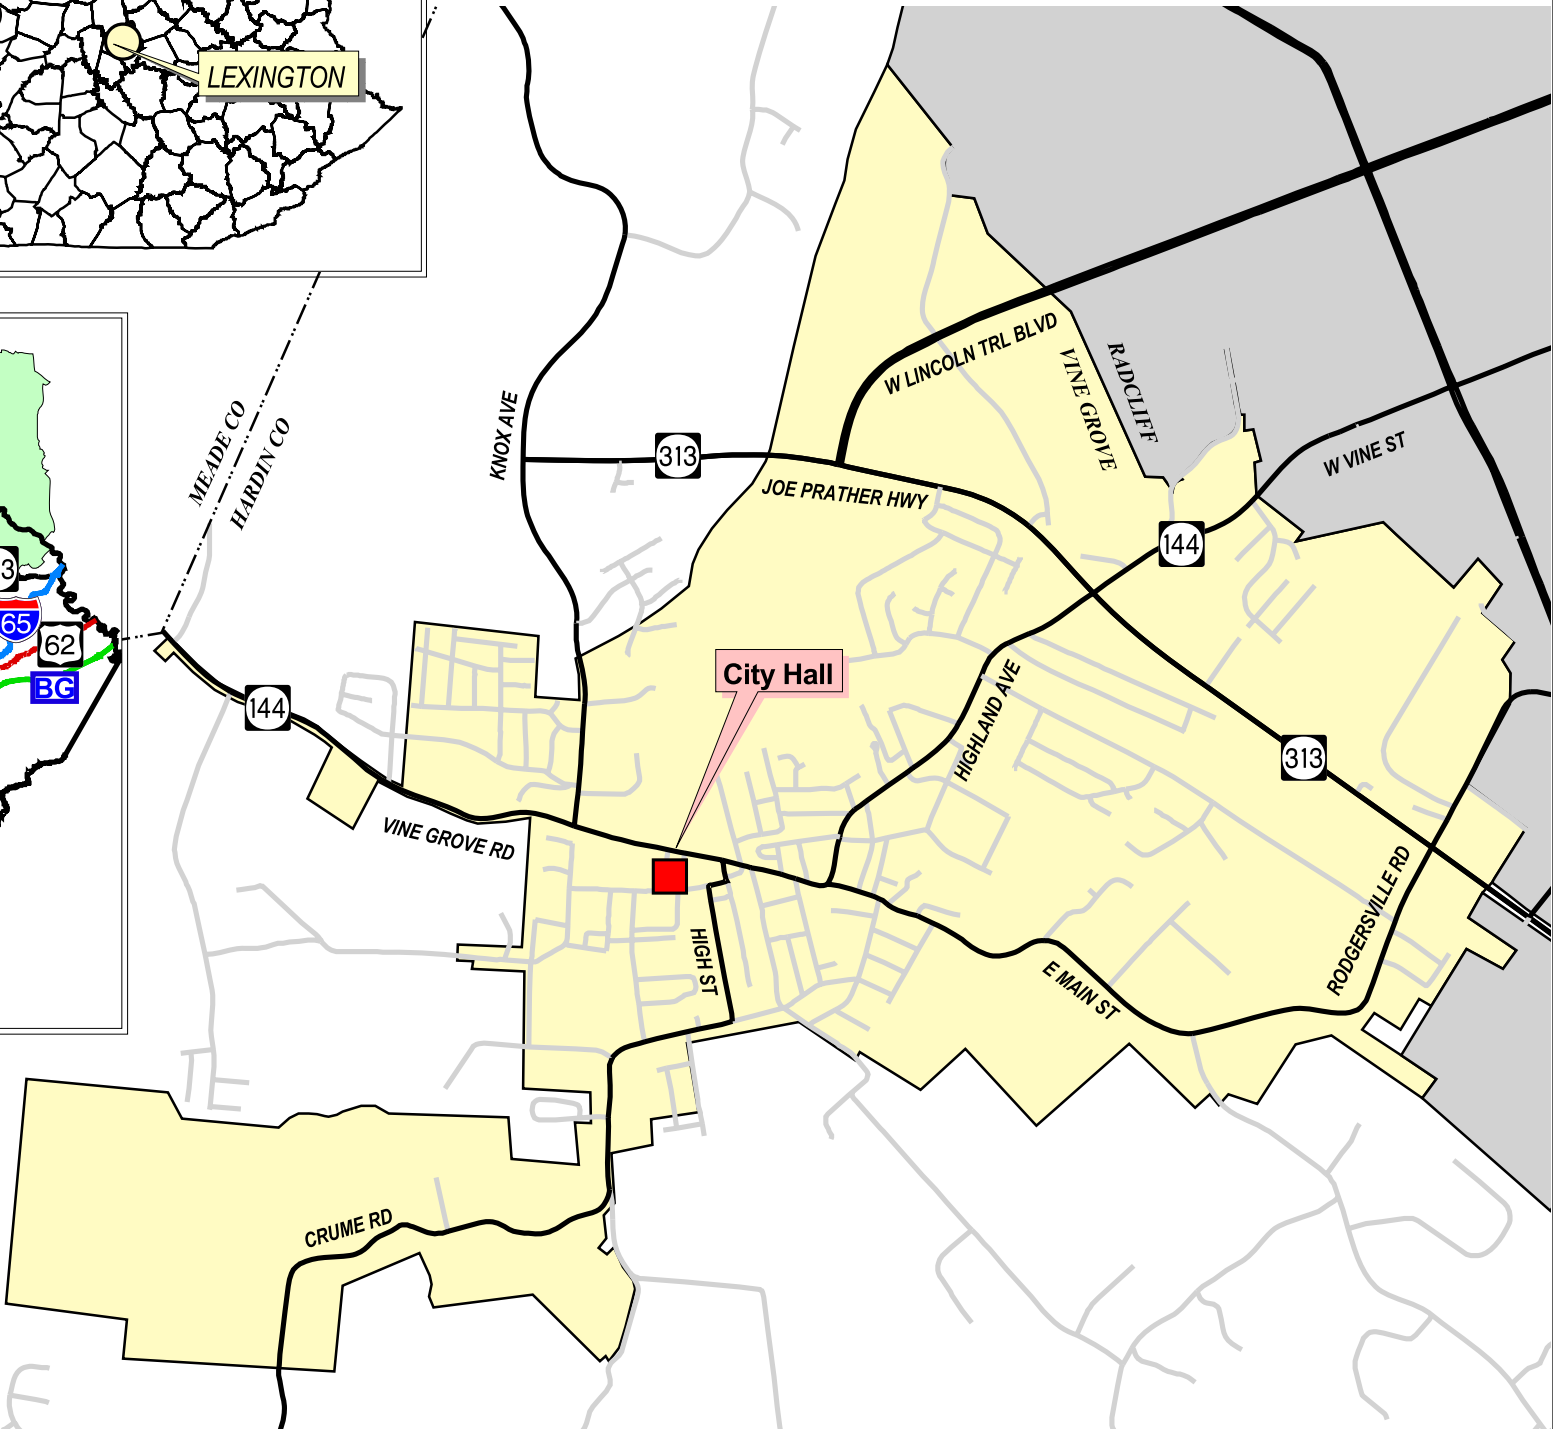 LEXINGTON
MEADE CO
HARDIN CO
KNOX AVE
313
JOE PRATHER HWY
W LINCOLN TRL BLVD
VINE GROVE
RADCLIFF
W VINE ST
144
3
65
62
BG
144
City Hall
HIGHLAND AVE
313
VINE GROVE RD
HIGH ST
E MAIN ST
RODGERSVILLE RD
CRUME RD